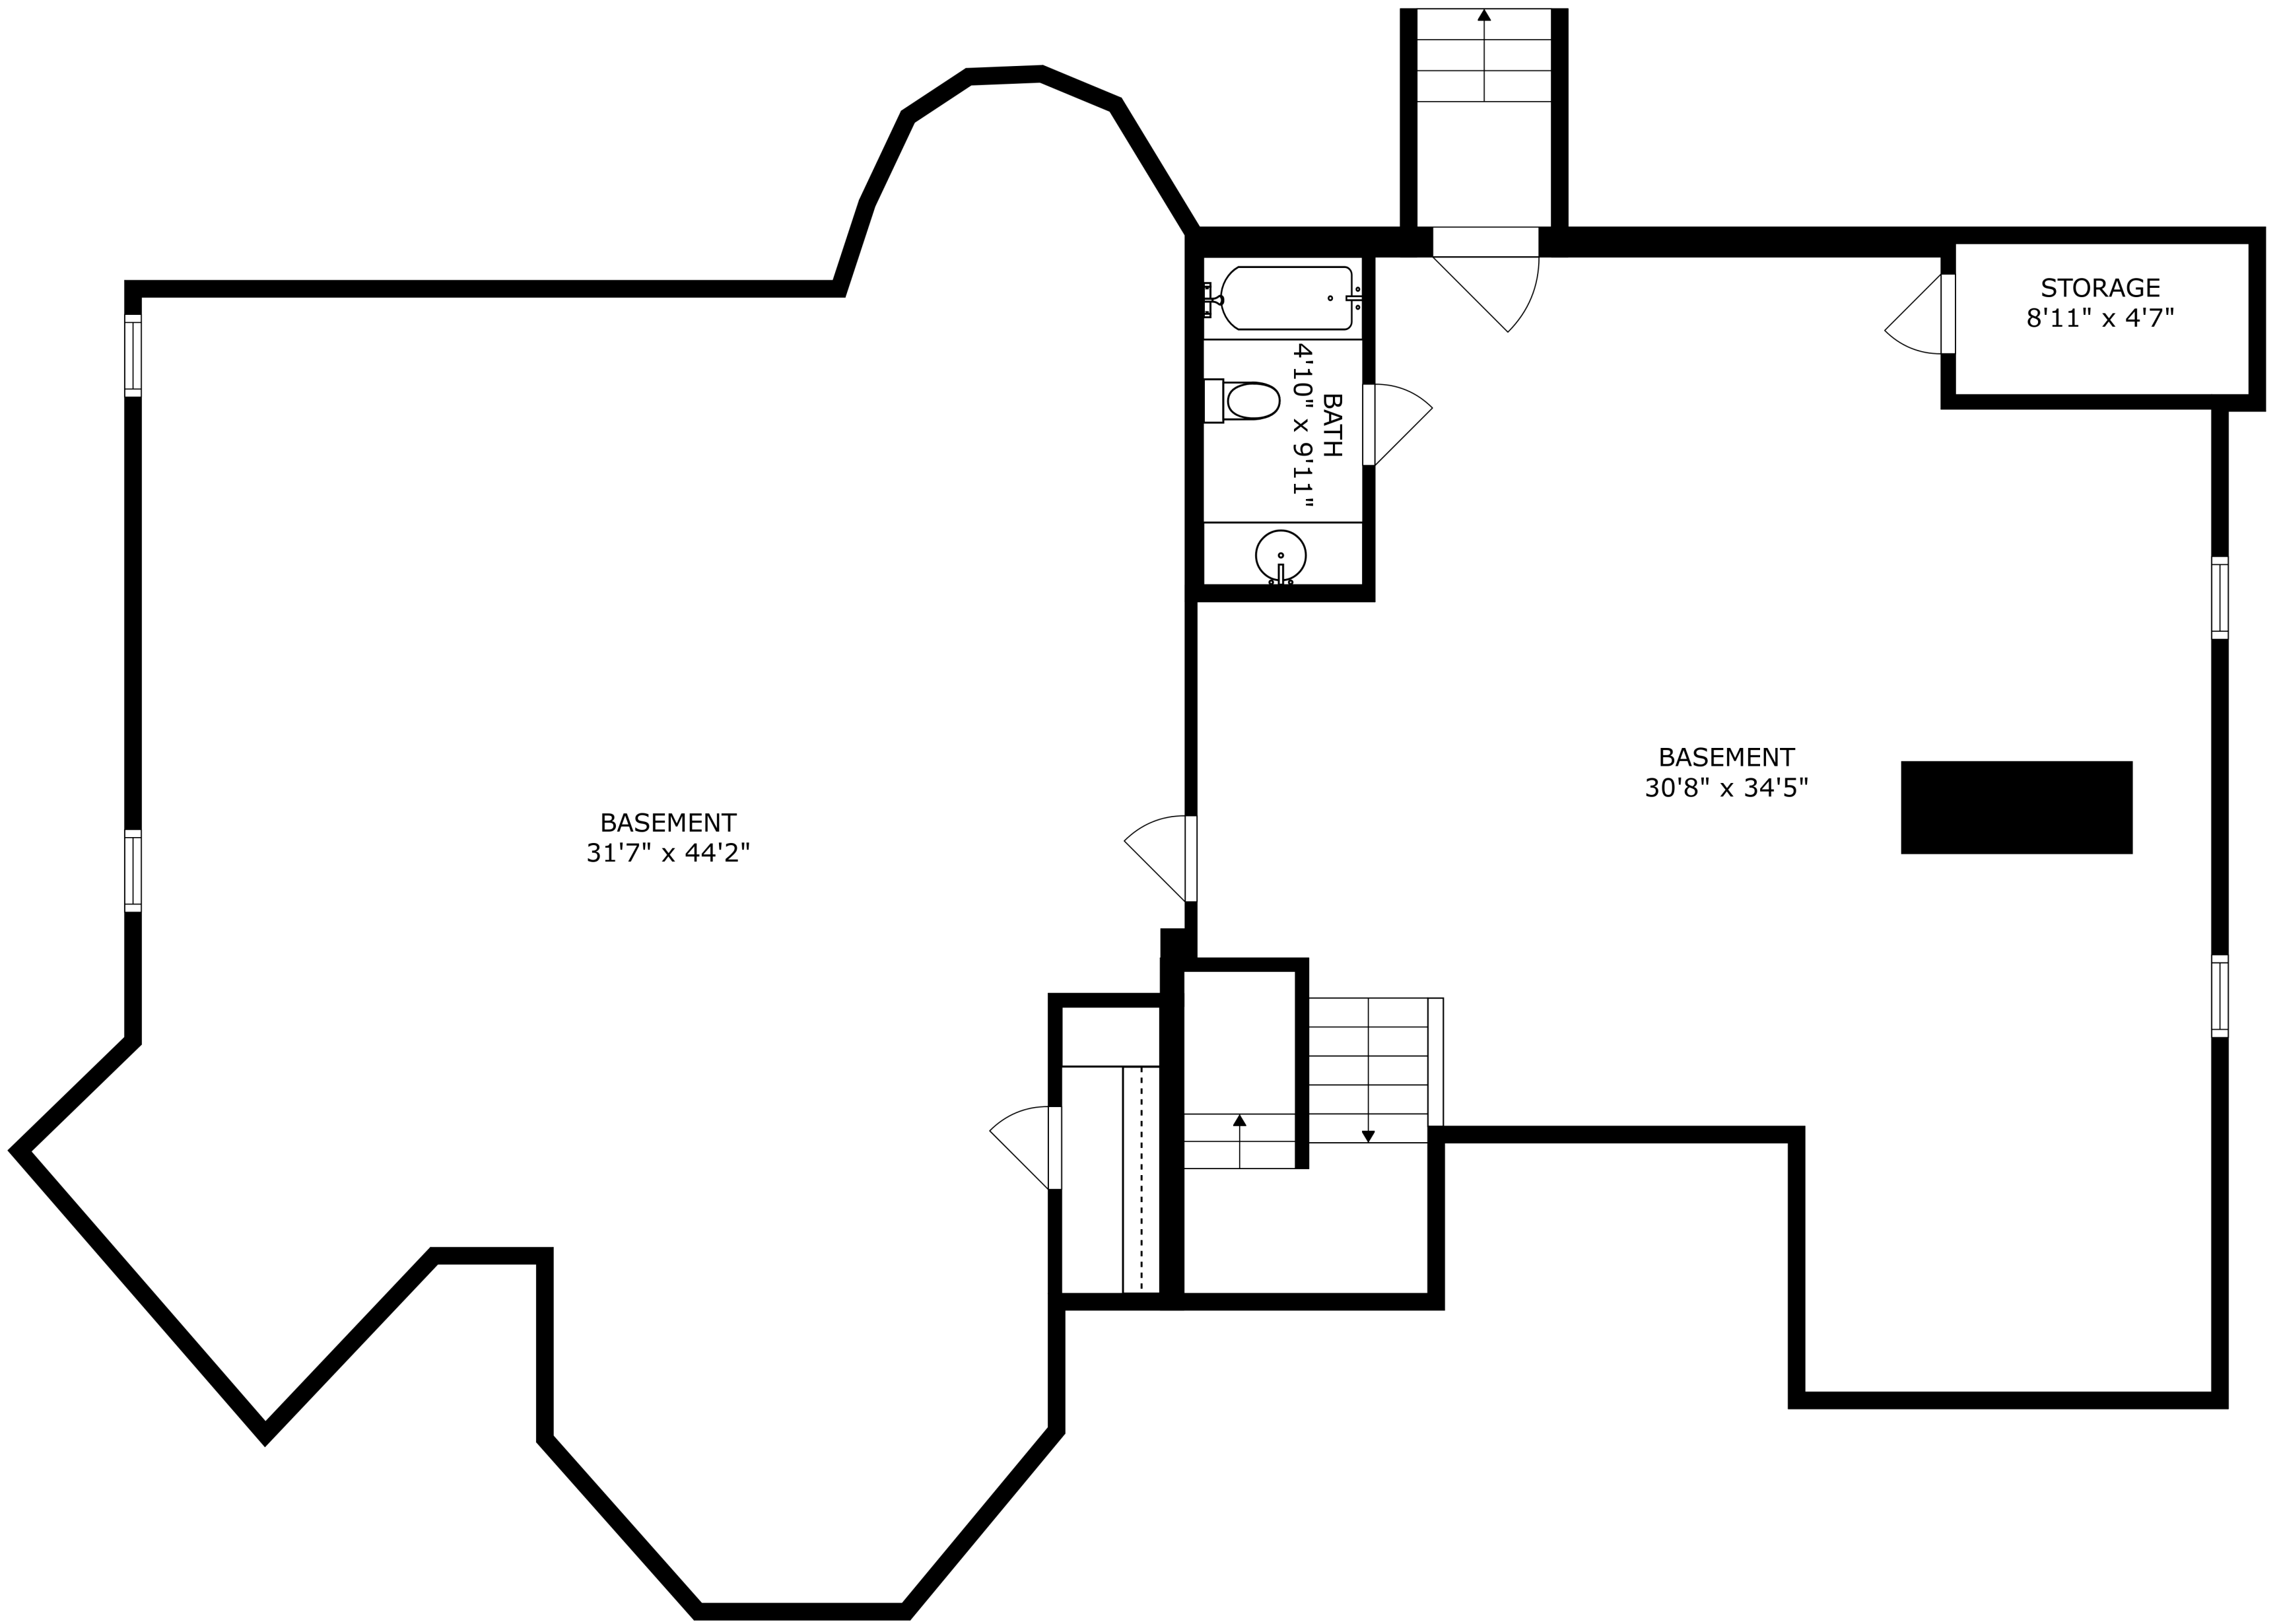 STORAGE
8'11" x 4'7"
BATH
4'10" x 9'11"
BASEMENT
30'8" x 34'5"
BASEMENT
31'7" x 44'2"